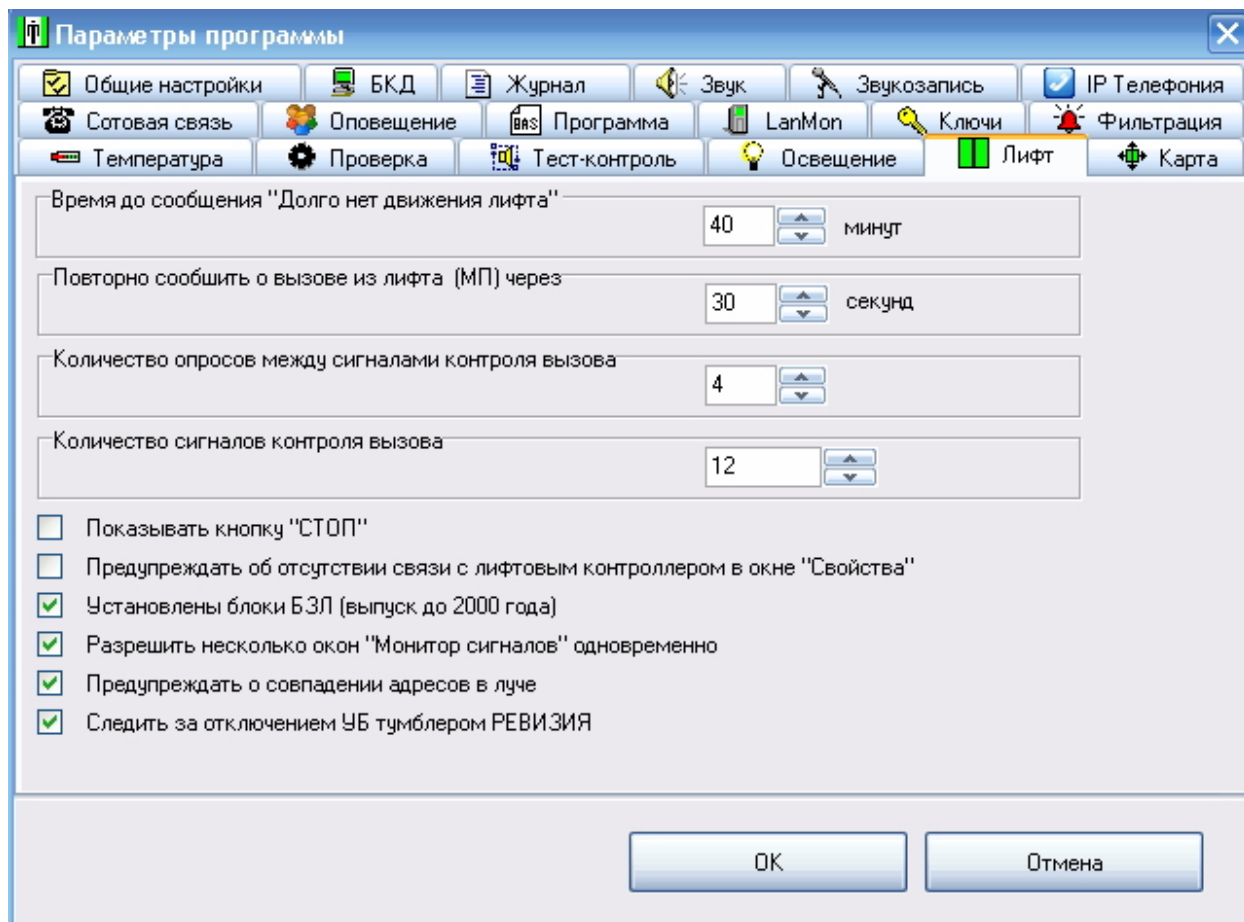 Параметры программы
Общие настройки БКД Журнал Звук Звукозапись IP Телефония
Сотовая связь Оповещение BAS Программа LanMon Ключи Фильтрация
Температура Проверка Тест-контроль Освещение Лифт Карта
Время до сообщения "Долго нет движения лифта"
40 минут
Повторно сообшить о вызове из лифта (МП) через
30 секунд
Количество опросов между сигналами контроля вызова
4
Количество сигналов контроля вызова
12
Показывать кнопку "СТОП"
Предупреждать об отсутствии связи с лифтовым контроллером в окне "Свойства"
Установлены блоки БЗЛ (выпуск до 2000 года)
Разрешить несколько окон "Монитор сигналов" одновременно
Предупреждать о совпадении адресов в луче
Следить за отключением УБ тумблером РЕВИЗИЯ
OK Отмена